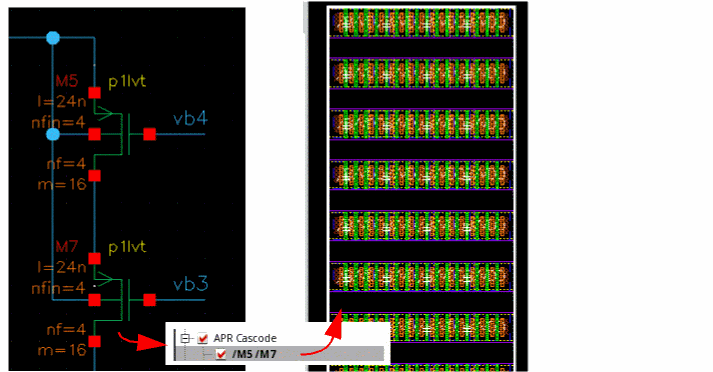 M5 p1lvt
l=24n
nfin=4
vb4
nf=4
m=16
M7 p1lvt
l=24n
nfin=4
vb3
nf=4
m=16
APR Cascode
/M5 /M7